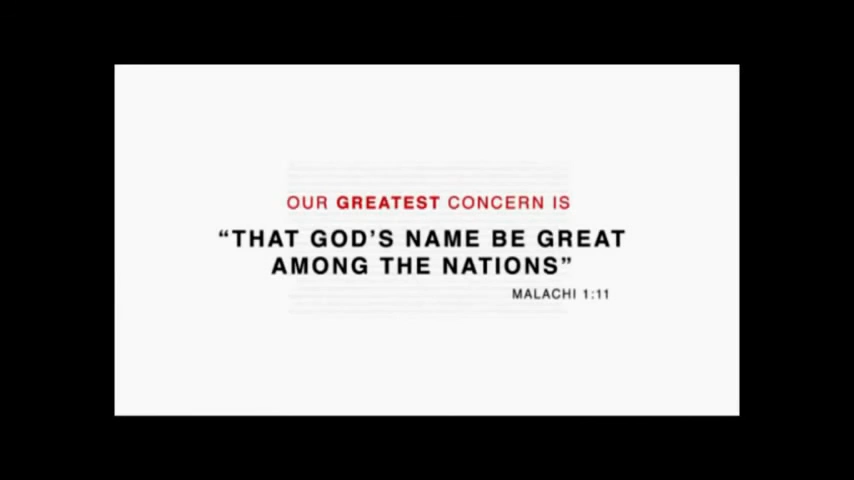 OUR GREATEST CONCERN IS
“THAT GOD’S NAME BE GREAT
AMONG THE NATIONS”
MALACHI 1:11